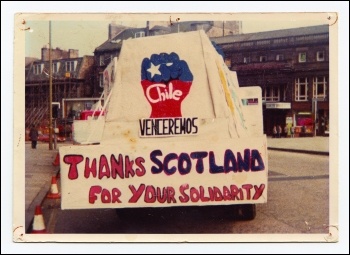 Chile
VENCEREMOS
THANKS SCOTLAND
FOR YOUR SOLIDARITY